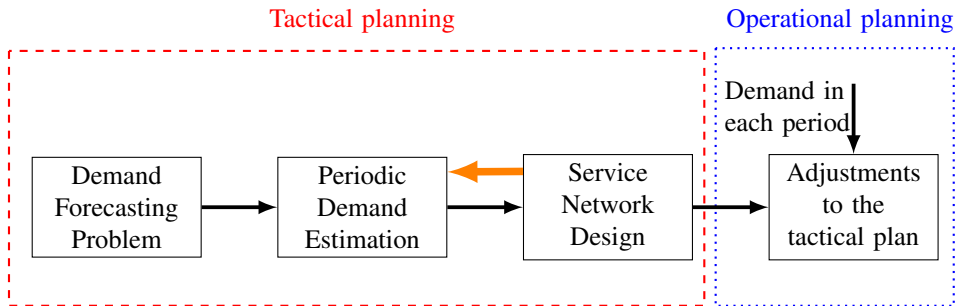 Tactical planning
Operational planning
Demand in
each period
Demand
Forecasting
Problem
Periodic
Demand
Estimation
Service
Network
Design
Adjustments
to the
tactical plan